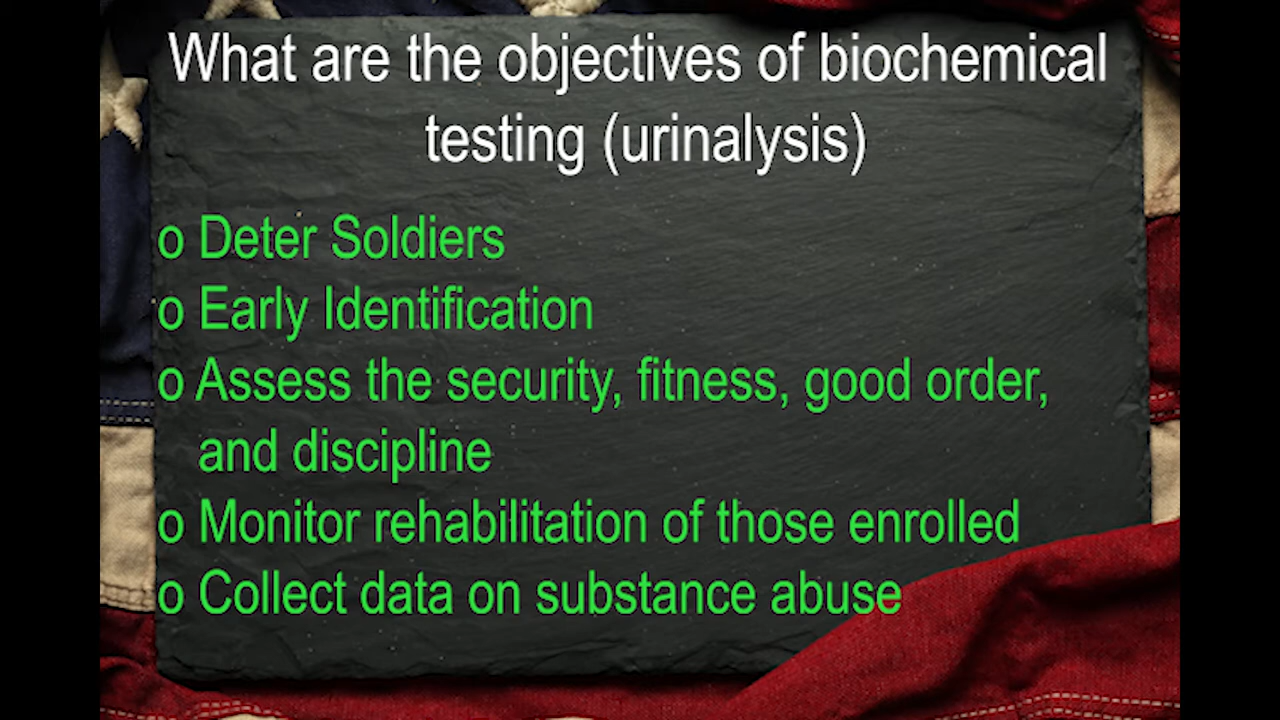 What are the objectives of biochemical
testing (urinalysis)
o Deter Soldiers
o Early Identification
o Assess the security, fitness, good order,
and discipline
o Monitor rehabilitation of those enrolled
o Collect data on substance abuse